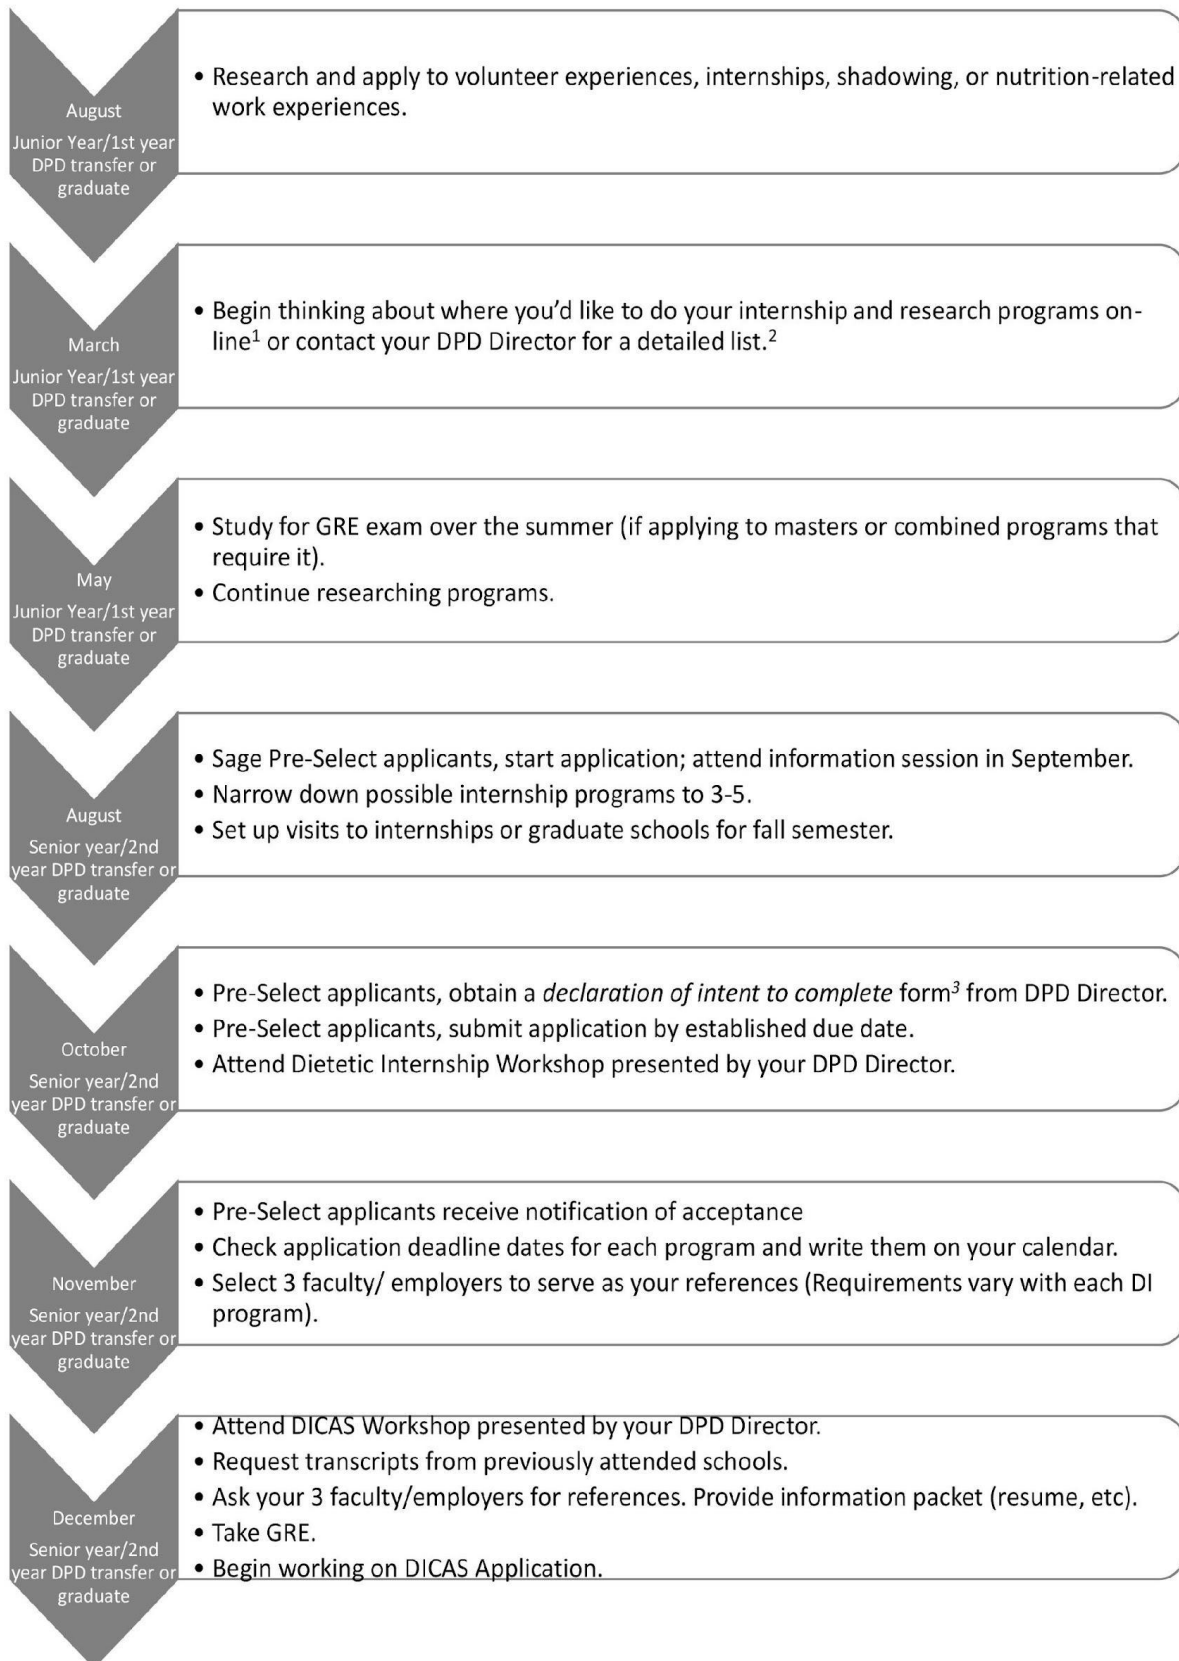 August
Junior Year/1st year
DPD transfer or
graduate
• Research and apply to volunteer experiences, internships, shadowing, or nutrition-related
work experiences.
March
Junior Year/1st year
DPD transfer or
graduate
• Begin thinking about where you'd like to do your internship and research programs on-
line¹ or contact your DPD Director for a detailed list.²
May
Junior Year/1st year
DPD transfer or
graduate
• Study for GRE exam over the summer (if applying to masters or combined programs that
require it).
• Continue researching programs.
August
Senior year/2nd
year DPD transfer or
graduate
• Sage Pre-Select applicants, start application; attend information session in September.
• Narrow down possible internship programs to 3-5.
• Set up visits to internships or graduate schools for fall semester.
October
Senior year/2nd
year DPD transfer or
graduate
• Pre-Select applicants, obtain a declaration of intent to complete form³ from DPD Director.
• Pre-Select applicants, submit application by established due date.
• Attend Dietetic Internship Workshop presented by your DPD Director.
November
Senior year/2nd
year DPD transfer or
graduate
• Pre-Select applicants receive notification of acceptance
• Check application deadline dates for each program and write them on your calendar.
• Select 3 faculty/ employers to serve as your references (Requirements vary with each DI
program).
December
Senior year/2nd
year DPD transfer or
graduate
• Attend DICAS Workshop presented by your DPD Director.
• Request transcripts from previously attended schools.
• Ask your 3 faculty/employers for references. Provide information packet (resume, etc).
• Take GRE.
• Begin working on DICAS Application.